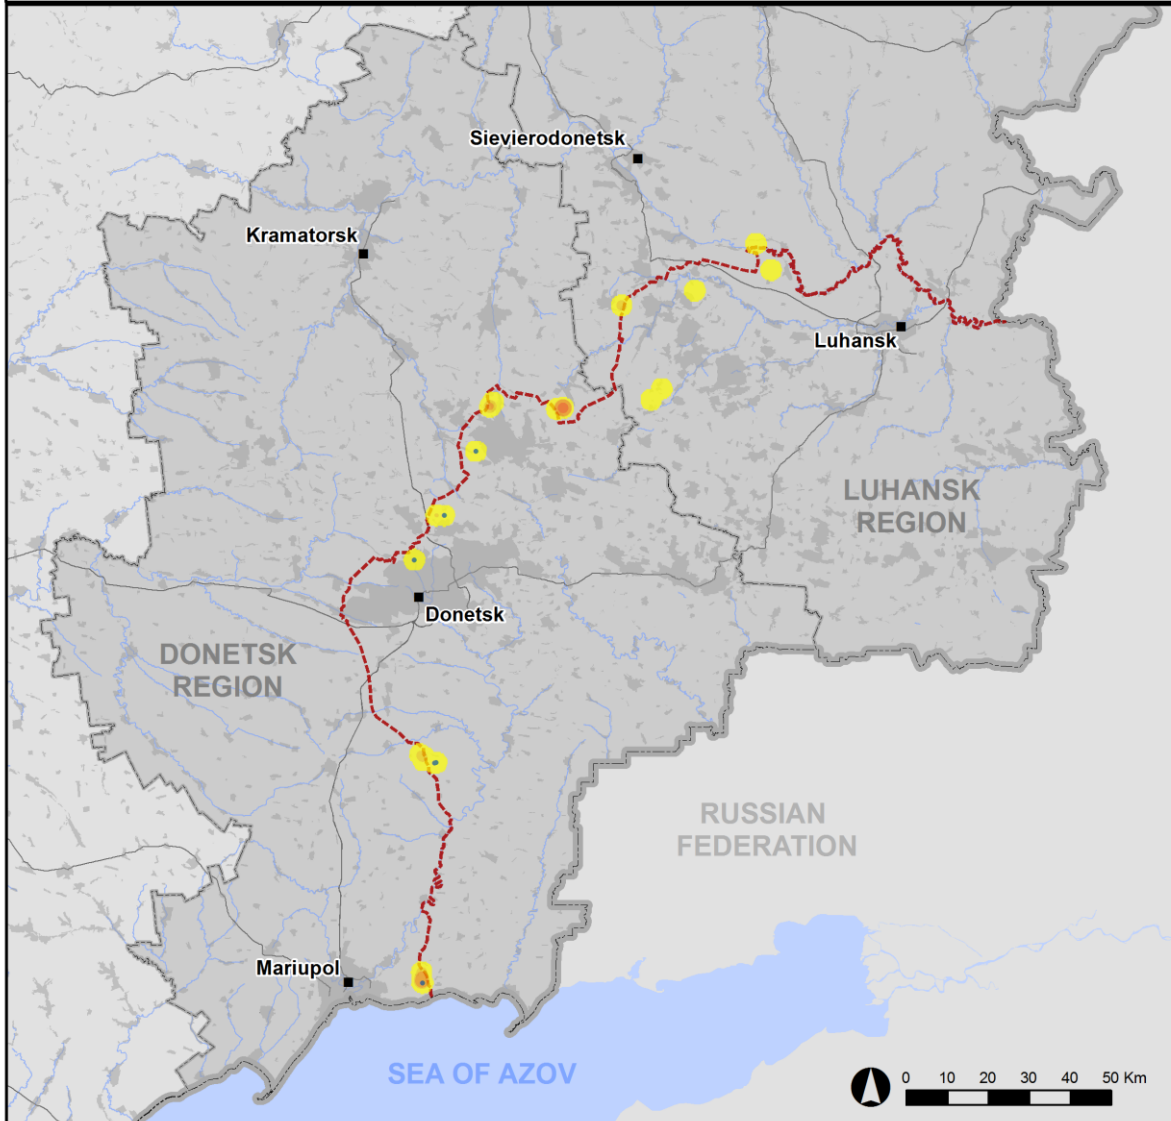 Sievierodonetsk
Kramatorsk
Luhansk
LUHANSK
REGION
Donetsk
DONETSK
REGION
RUSSIAN
FEDERATION
Mariupol
SEA OF AZOV
0 10 20 30 40 50 Km